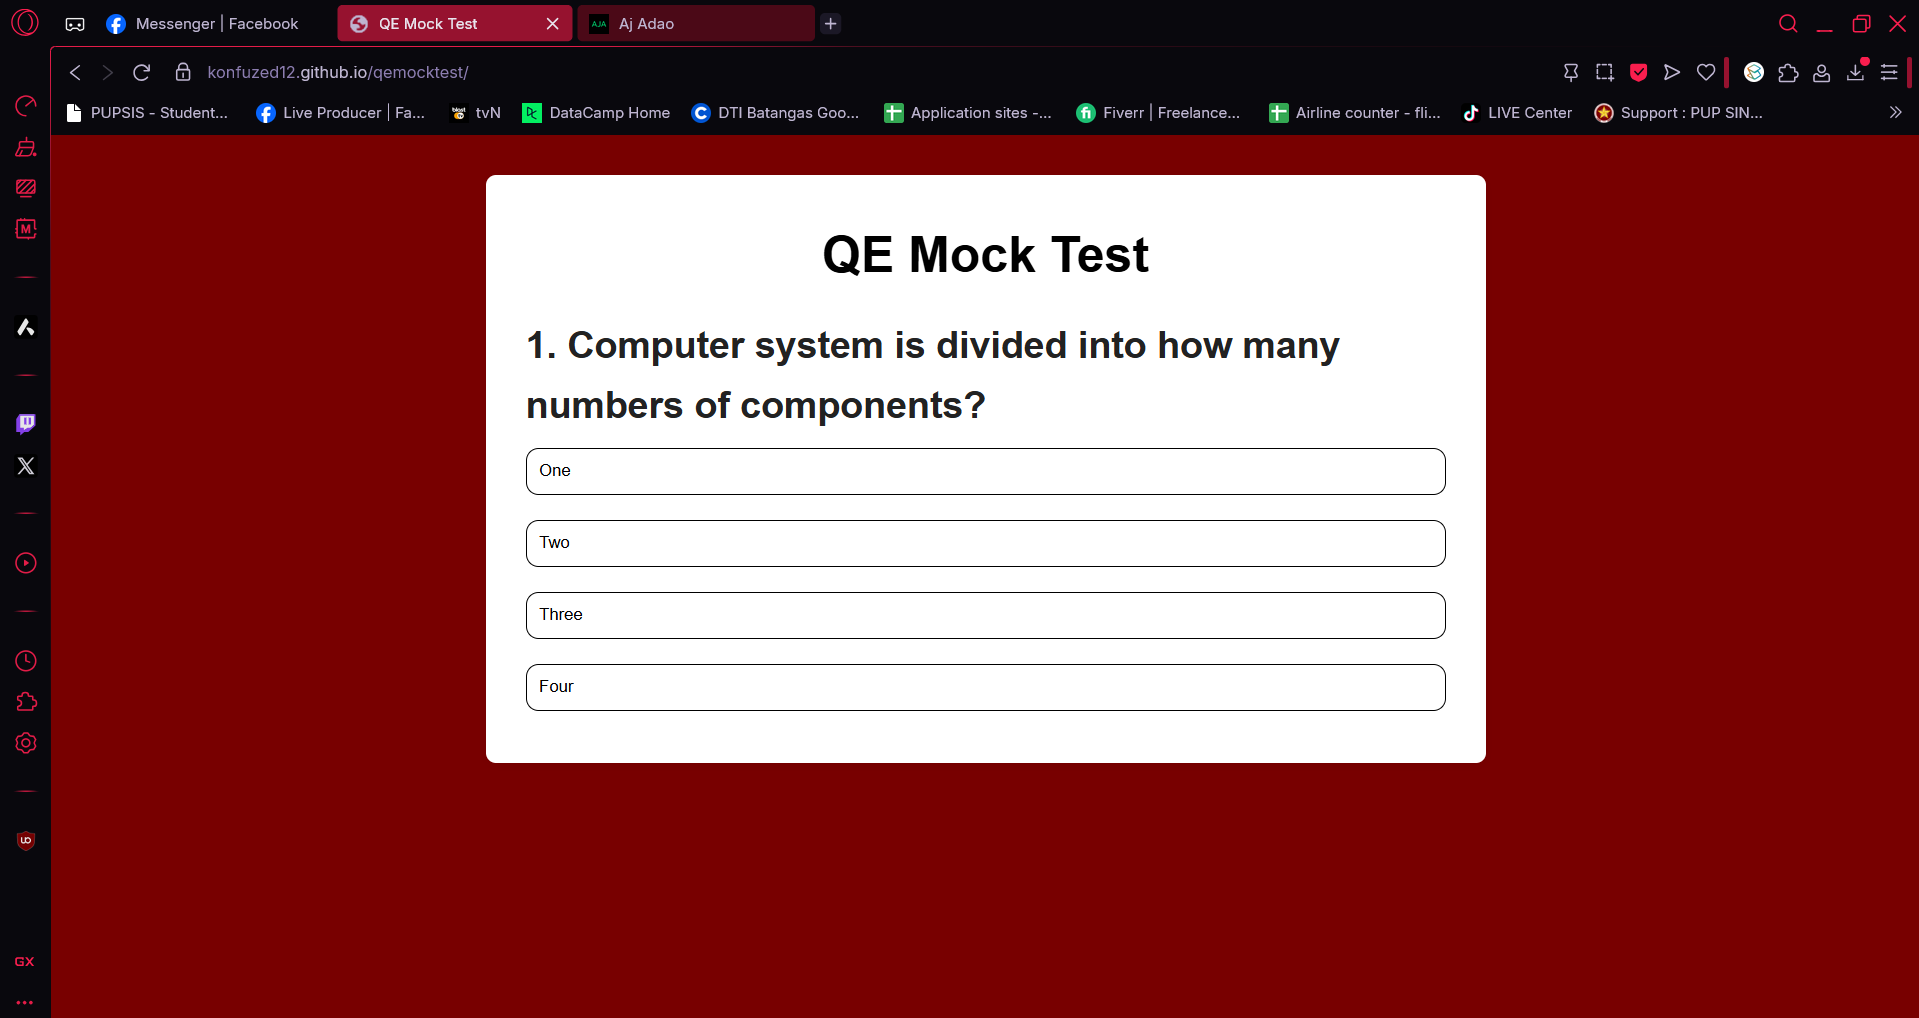 Messenger | Facebook
QE Mock Test
AJA
Aj Adao
konfuzed12.github.io/qemocktest/
PUPSIS - Student...
Live Producer | Fa...
tvN
DataCamp Home
DTI Batangas Goo...
Application sites -...
Fiverr | Freelance...
Airline counter - fli...
LIVE Center
Support : PUP SIN...
QE Mock Test
1. Computer system is divided into how many
numbers of components?
One
Two
Three
Four
M
GX